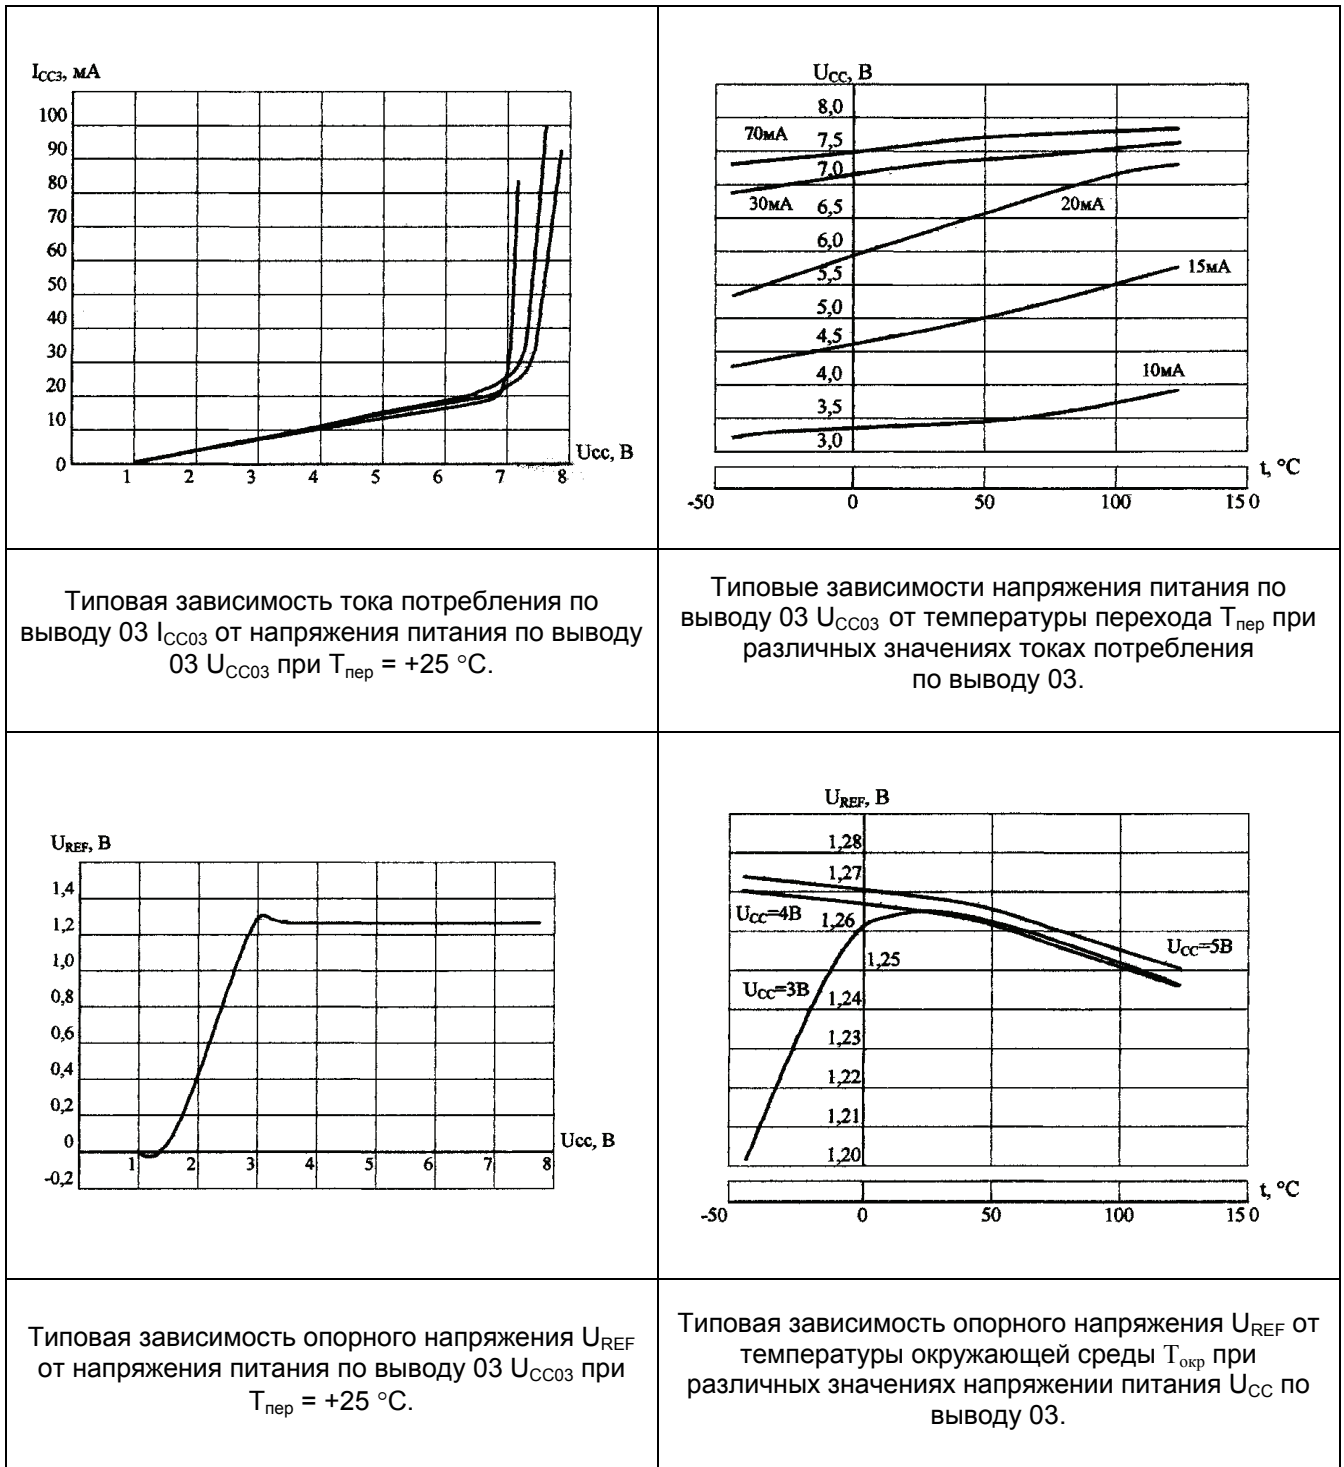 I_CC3, мА
100
90
80
70
60
50
40
30
20
10
0
1 2 3 4 5 6 7 8
Ucc, В
U_CC, В
8,0
7,5
7,0
6,5
6,0
5,5
5,0
4,5
4,0
3,5
3,0
70мА
30мА
20мА
15мА
10мА
t, °C
-50 0 50 100 150
Типовая зависимость тока потребления по
выводу 03 I_CC03 от напряжения питания по выводу
03 U_CC03 при T_пер = +25 °C.
Типовые зависимости напряжения питания по
выводу 03 U_CC03 от температуры перехода T_пер при
различных значениях токах потребления
по выводу 03.
U_REF, В
1,4
1,2
1,0
0,8
0,6
0,4
0,2
0
-0,2
1 2 3 4 5 6 7 8
Ucc, В
U_REF, В
1,28
1,27
1,26
1,25
1,24
1,23
1,22
1,21
1,20
U_CC=4В
U_CC=5В
U_CC=3В
t, °C
-50 0 50 100 150
Типовая зависимость опорного напряжения U_REF
от напряжения питания по выводу 03 U_CC03 при
T_пер = +25 °C.
Типовая зависимость опорного напряжения U_REF от
температуры окружающей среды T_окр при
различных значениях напряжении питания U_CC по
выводу 03.